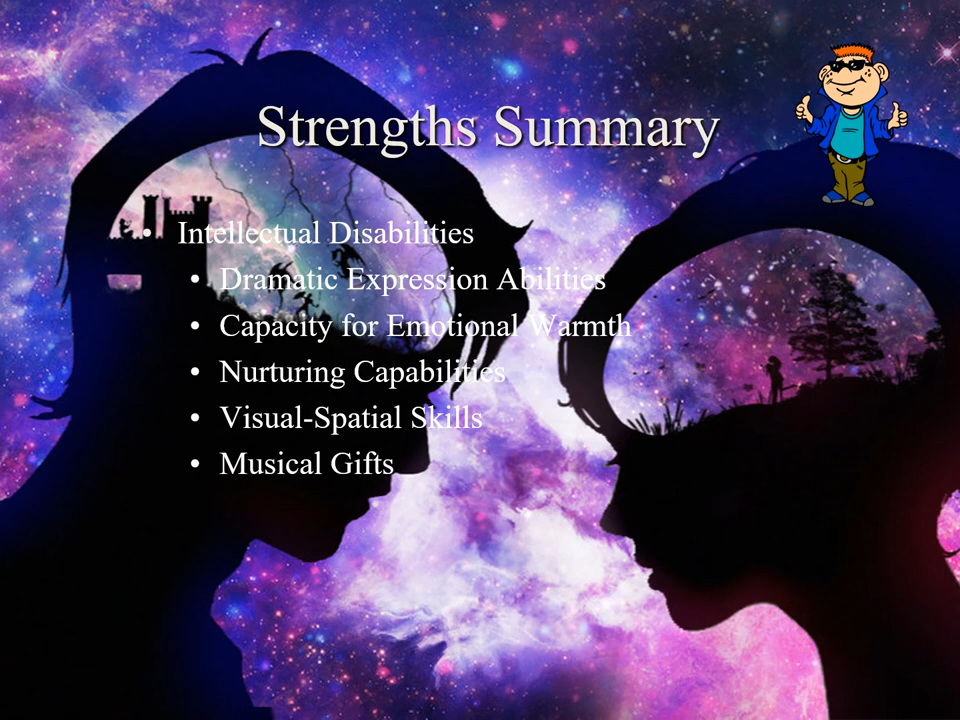 Strengths Summary
• Intellectual Disabilities
• Dramatic Expression Abilities
• Capacity for Emotional Warmth
• Nurturing Capabilities
• Visual-Spatial Skills
• Musical Gifts